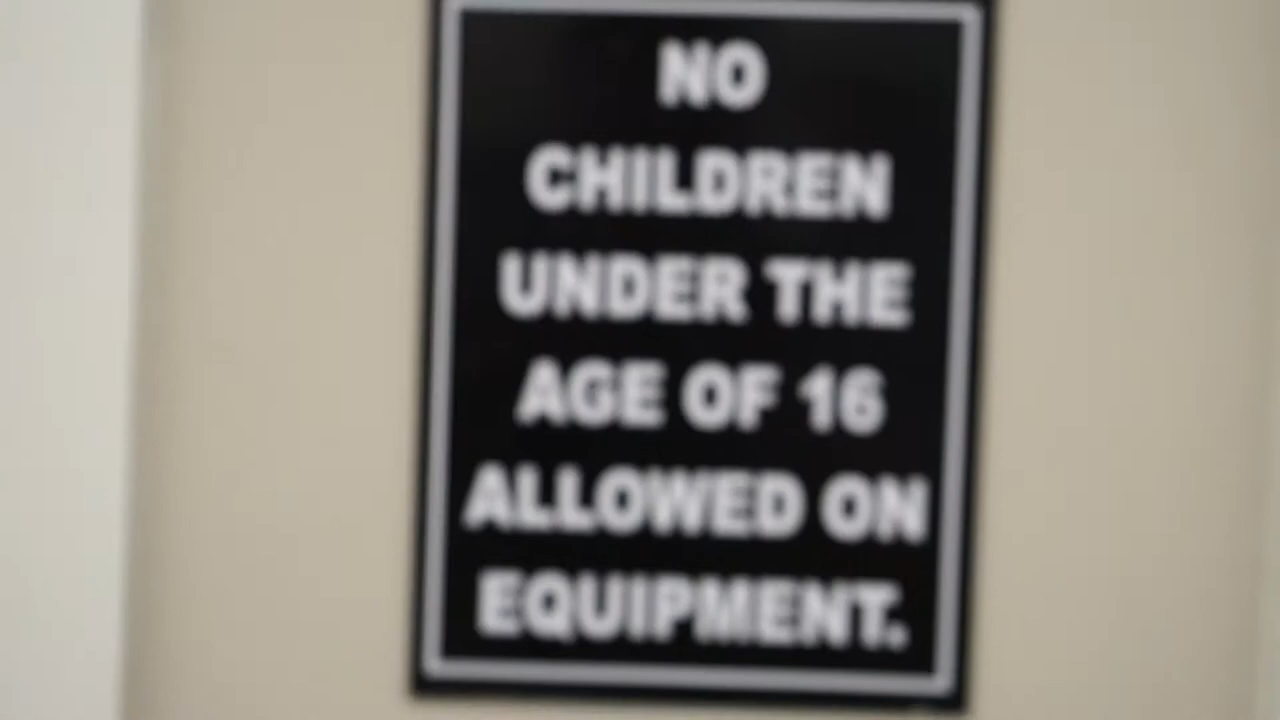 NO
CHILDREN
UNDER THE
AGE OF 16
ALLOWED ON
EQUIPMENT.